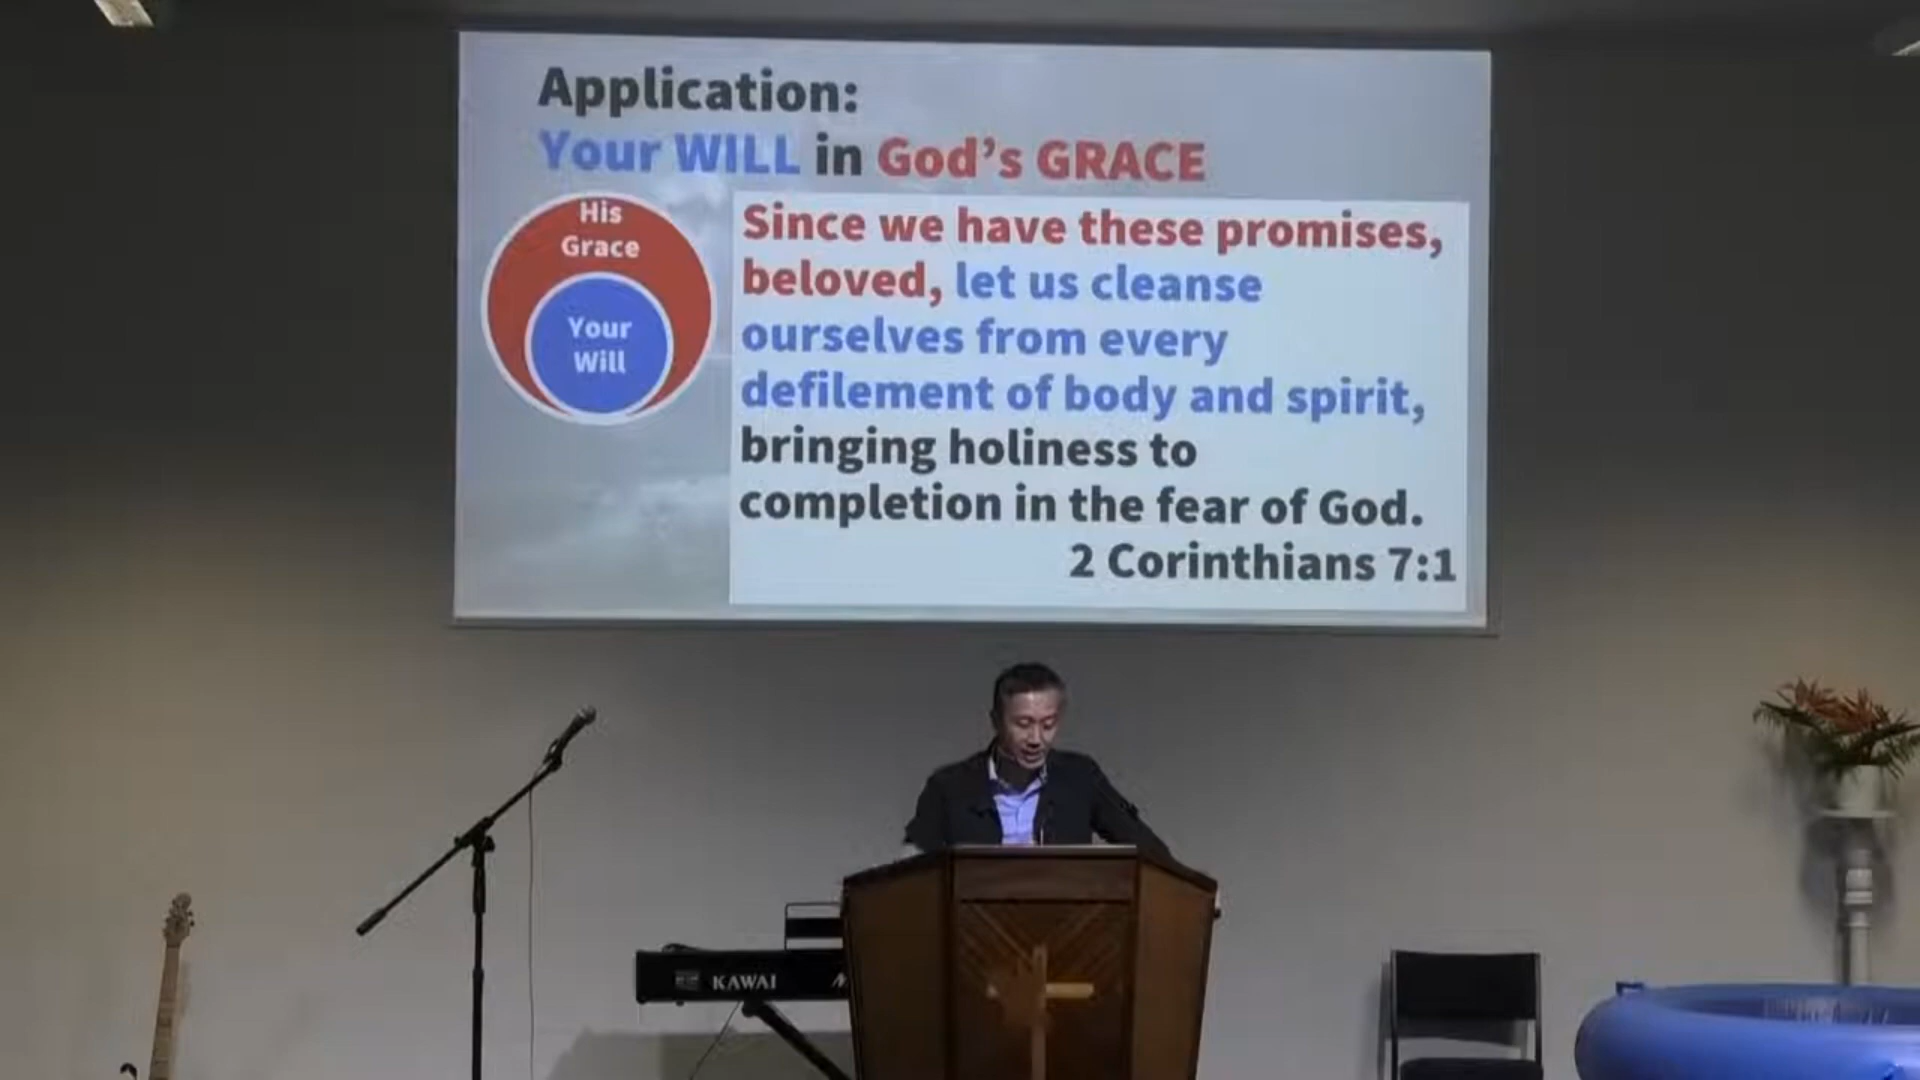 Application:
Your WILL in God's GRACE
His
Grace
Your
Will
Since we have these promises,
beloved, let us cleanse
ourselves from every
defilement of body and spirit,
bringing holiness to
completion in the fear of God.
2 Corinthians 7:1
KAWAI